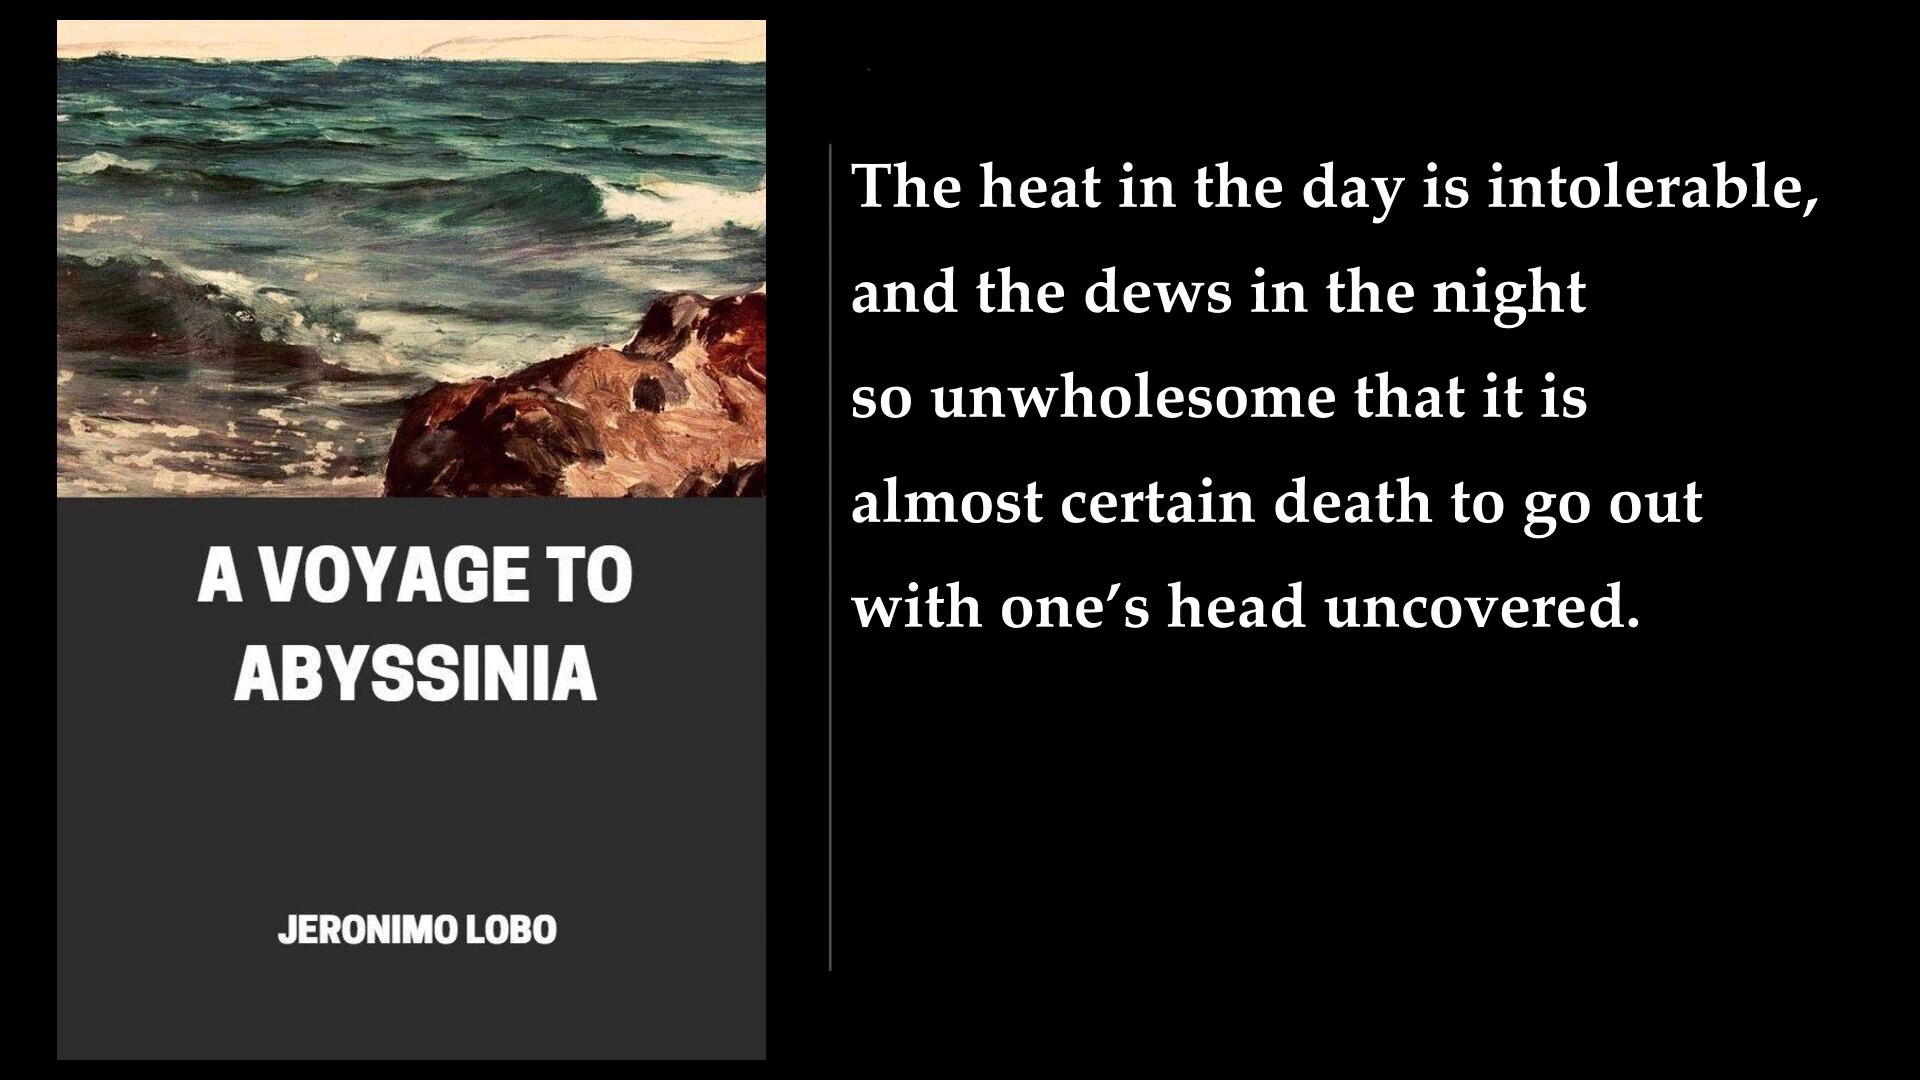 A VOYAGE TO
ABYSSINIA
JERONIMO LOBO
The heat in the day is intolerable,
and the dews in the night
so unwholesome that it is
almost certain death to go out
with one’s head uncovered.